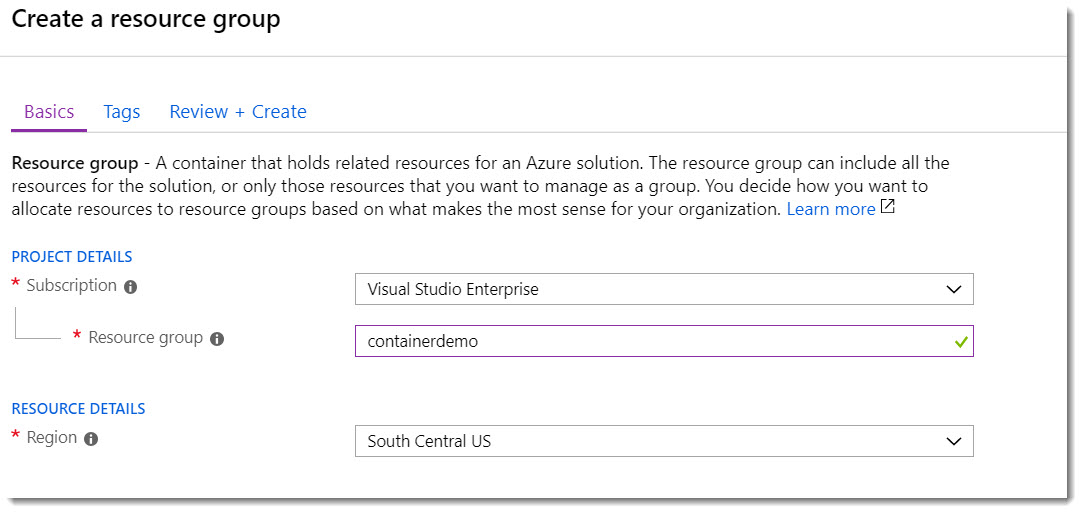 Create a resource group
Basics Tags Review + Create
Resource group - A container that holds related resources for an Azure solution. The resource group can include all the
resources for the solution, or only those resources that you want to manage as a group. You decide how you want to
allocate resources to resource groups based on what makes the most sense for your organization. Learn more
PROJECT DETAILS
* Subscription Visual Studio Enterprise
* Resource group containerdemo
RESOURCE DETAILS
* Region South Central US